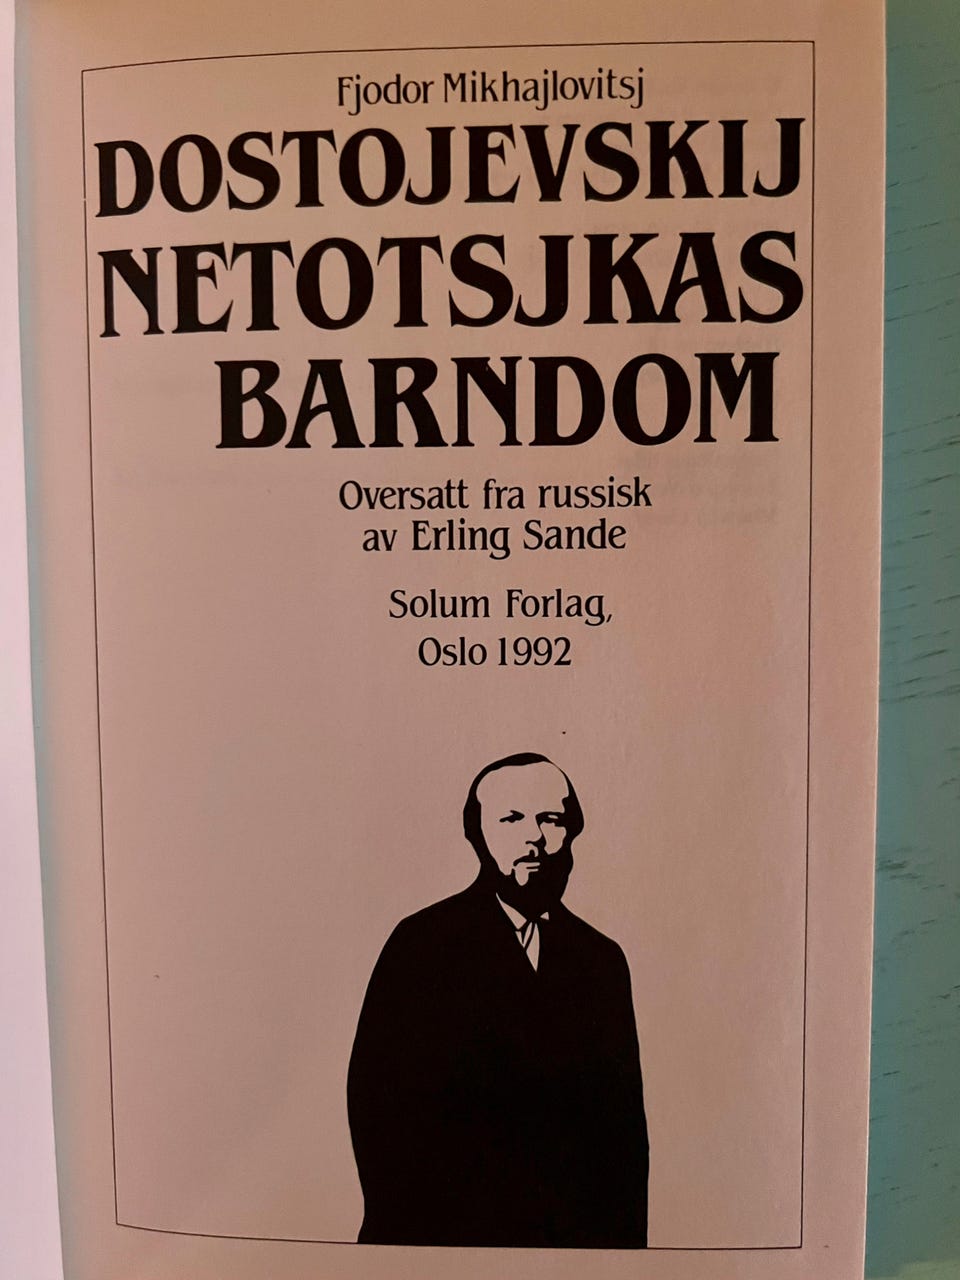 Fjodor Mikhajlovitsj
DOSTOJEVSKIJ
NETOTSJKAS
BARNDOM
Oversatt fra russisk
av Erling Sande
Solum Forlag,
Oslo 1992